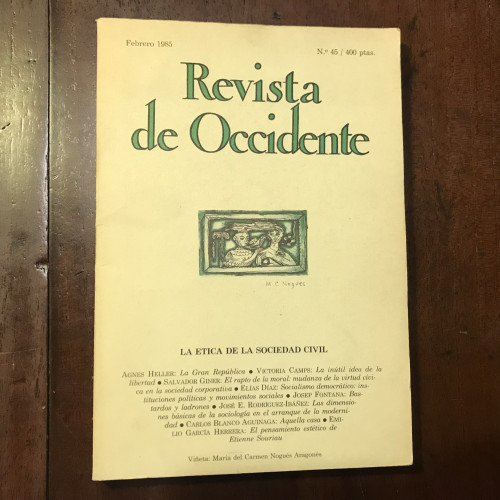 Febrero 1985
N.º 45 / 400 ptas.
Revista
de Occidente
M. C. Nogués
LA ETICA DE LA SOCIEDAD CIVIL
AGNES HELLER: La Gran República ● VICTORIA CAMPS: La inútil idea de la
libertad ● SALVADOR GINER: El rapto de la moral: mudanza de la virtud cívi-
ca en la sociedad corporativa ● ELIAS DIAZ: Socialismo democrático: ins-
tituciones políticas y movimientos sociales ● JOSEP FONTANA: Bas-
tardos y ladrones ● JOSÉ E. RODRÍGUEZ-IBAÑEZ: Las dimensio-
nes básicas de la sociología en el arranque de la moderni-
dad ● CARLOS BLANCO AGUINAGA: Aquella casa ● EMI-
LIO GARCÍA HERRERA: El pensamiento estético de
Etienne Souriau
Viñeta: María del Carmen Nogués Aragonés